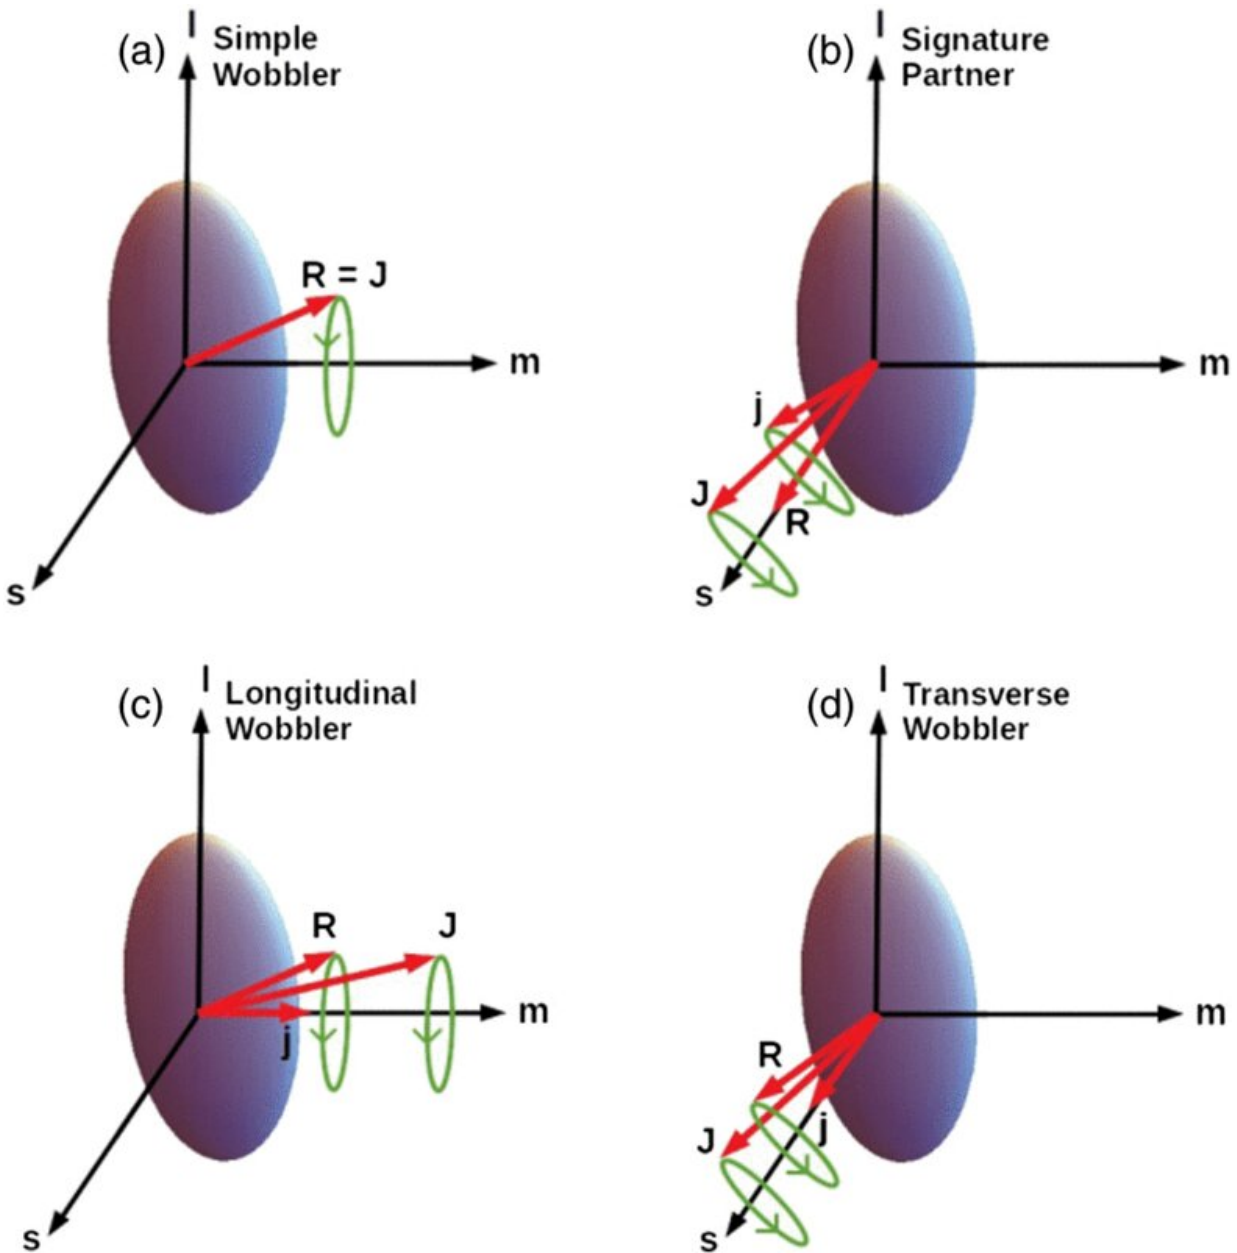 (a)
l
Simple
Wobbler
R = J
m
s
(b)
l
Signature
Partner
m
j
J
R
s
(c)
l
Longitudinal
Wobbler
R
J
m
j
s
(d)
l
Transverse
Wobbler
m
R
j
J
s